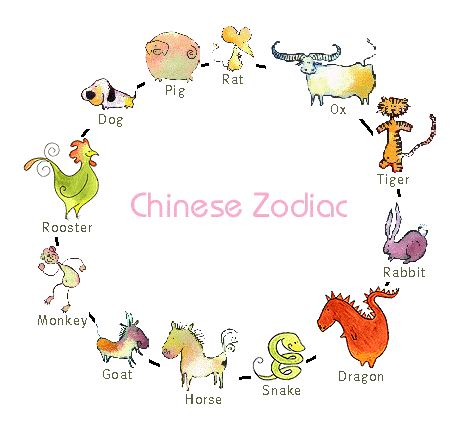 Chinese Zodiac
Rat
Ox
Tiger
Rabbit
Dragon
Snake
Horse
Goat
Monkey
Rooster
Dog
Pig